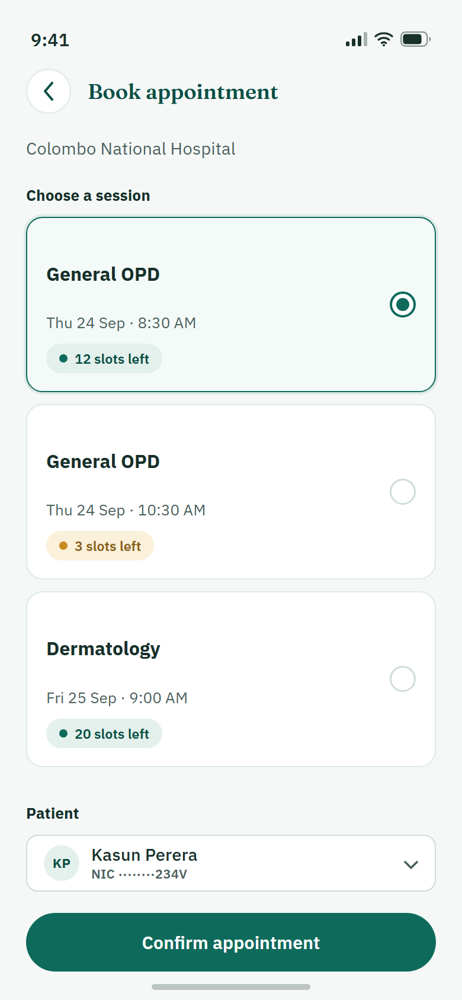 9:41
Book appointment
Colombo National Hospital
Choose a session
General OPD
Thu 24 Sep · 8:30 AM
12 slots left
General OPD
Thu 24 Sep · 10:30 AM
3 slots left
Dermatology
Fri 25 Sep · 9:00 AM
20 slots left
Patient
KP
Kasun Perera
NIC ········234V
Confirm appointment